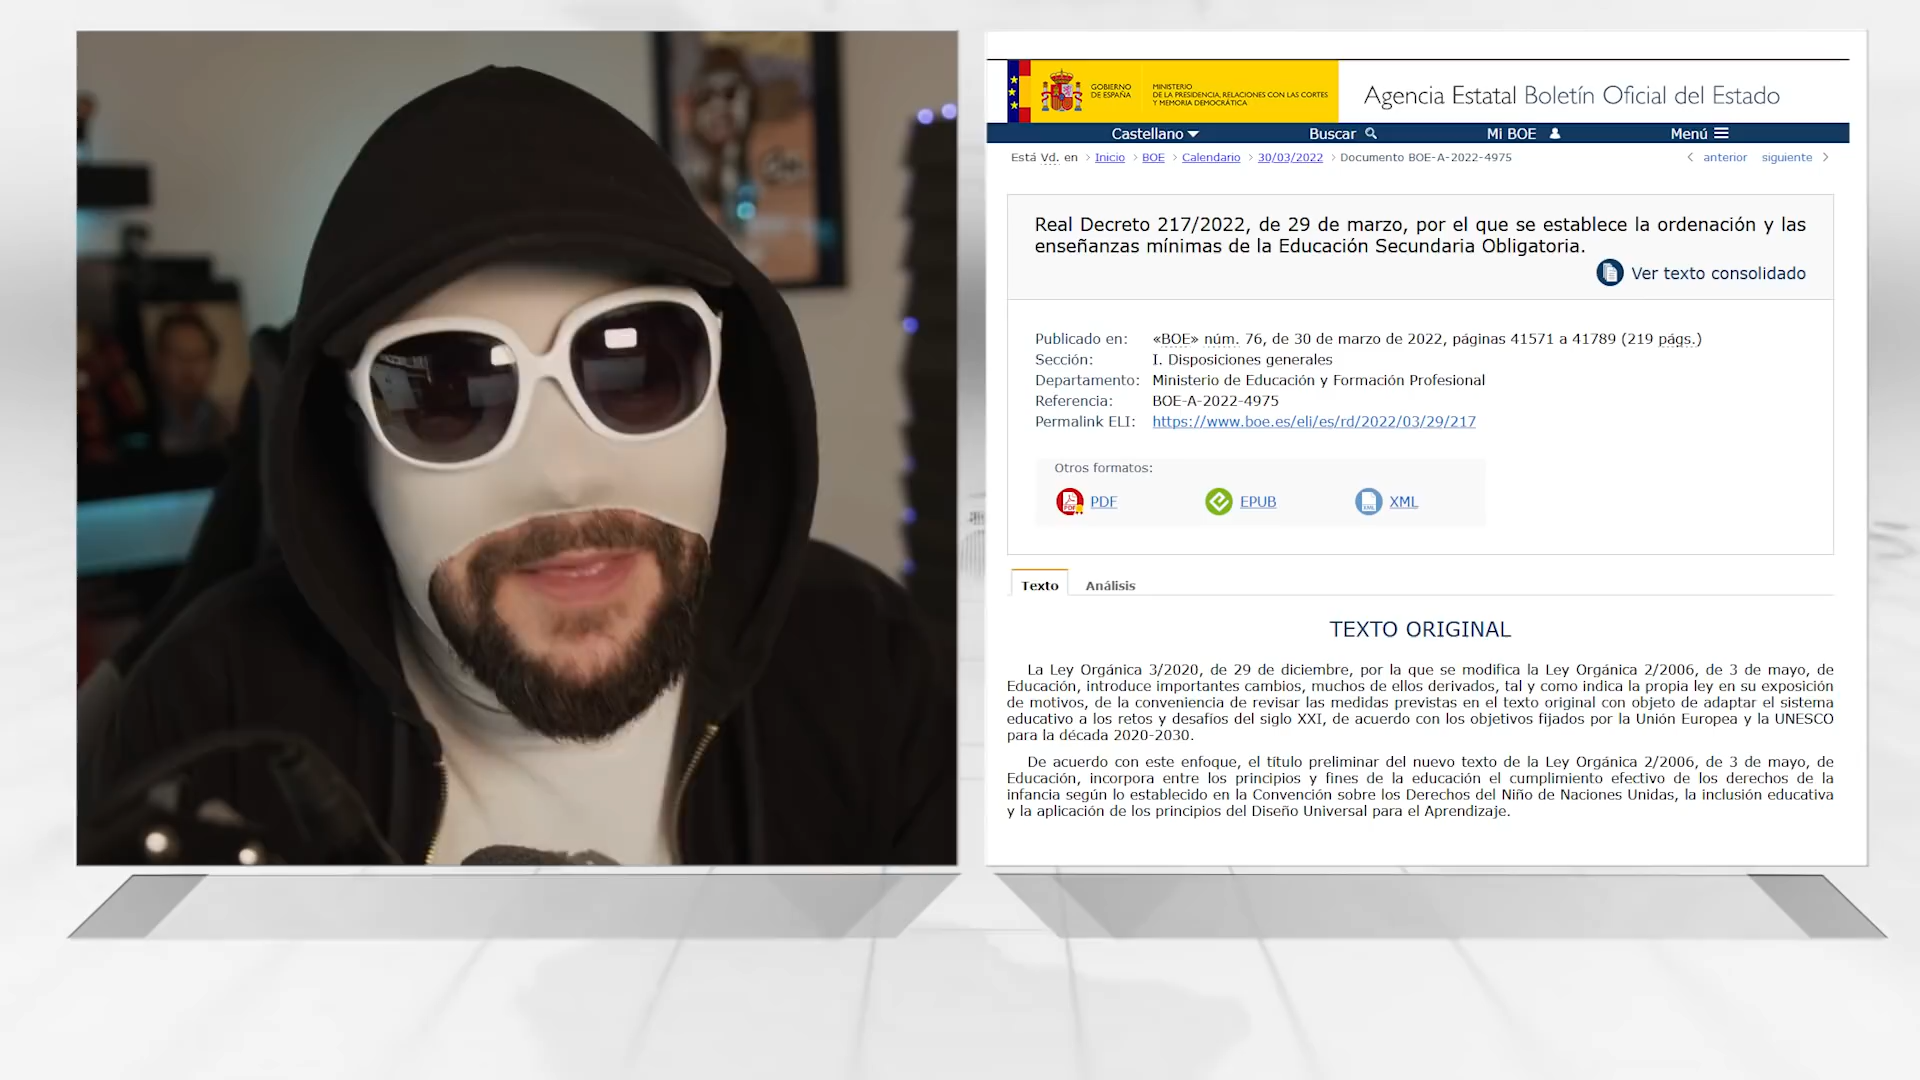 GOBIERNO
DE ESPAÑA
MINISTERIO
DE LA PRESIDENCIA, RELACIONES CON LAS CORTES
Y MEMORIA DEMOCRÁTICA
Agencia Estatal Boletín Oficial del Estado
Castellano Buscar Mi BOE Menú
Está Vd. en > Inicio > BOE > Calendario > 30/03/2022 > Documento BOE-A-2022-4975 < anterior siguiente >
Real Decreto 217/2022, de 29 de marzo, por el que se establece la ordenación y las
enseñanzas mínimas de la Educación Secundaria Obligatoria.
Ver texto consolidado
Publicado en: «BOE» núm. 76, de 30 de marzo de 2022, páginas 41571 a 41789 (219 págs.)
Sección: I. Disposiciones generales
Departamento: Ministerio de Educación y Formación Profesional
Referencia: BOE-A-2022-4975
Permalink ELI: https://www.boe.es/eli/es/rd/2022/03/29/217
Otros formatos:
PDF EPUB XML
Texto Análisis
TEXTO ORIGINAL
La Ley Orgánica 3/2020, de 29 de diciembre, por la que se modifica la Ley Orgánica 2/2006, de 3 de mayo, de
Educación, introduce importantes cambios, muchos de ellos derivados, tal y como indica la propia ley en su exposición
de motivos, de la conveniencia de revisar las medidas previstas en el texto original con objeto de adaptar el sistema
educativo a los retos y desafíos del siglo XXI, de acuerdo con los objetivos fijados por la Unión Europea y la UNESCO
para la década 2020-2030.
De acuerdo con este enfoque, el título preliminar del nuevo texto de la Ley Orgánica 2/2006, de 3 de mayo, de
Educación, incorpora entre los principios y fines de la educación el cumplimiento efectivo de los derechos de la
infancia según lo establecido en la Convención sobre los Derechos del Niño de Naciones Unidas, la inclusión educativa
y la aplicación de los principios del Diseño Universal para el Aprendizaje.